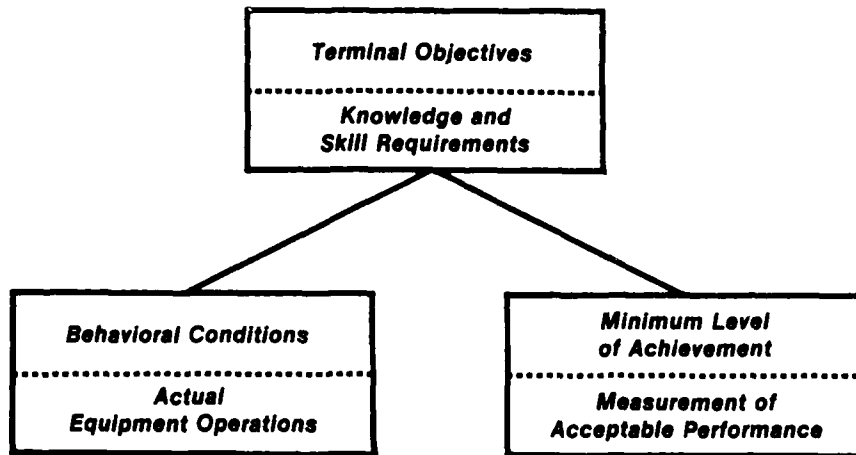 Terminal Objectives
Knowledge and
Skill Requirements
Behavioral Conditions
Actual
Equipment Operations
Minimum Level
of Achievement
Measurement of
Acceptable Performance